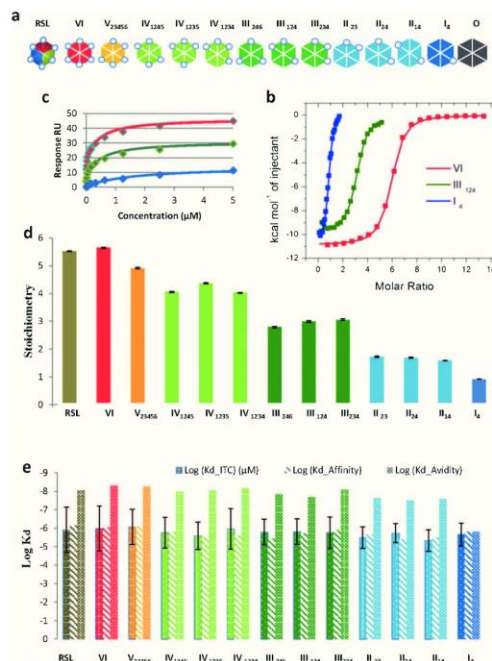 a
RSL VI V23456 IV1245 IV1235 IV1234 III246 III124 III234 II23 II24 II14 I4 O
c
Response RU
50
40
30
20
10
0
0 1 2 3 4 5
Concentration (µM)
b
kcal mol⁻¹ of injectant
0
-2
-4
-6
-8
-10
-12
VI
III 124
I 4
0 2 4 6 8 10 12 14
Molar Ratio
d
Stoichiometry
6
5
4
3
2
1
0
RSL VI V23456 IV1245 IV1235 IV1234 III246 III124 III234 II23 II24 II14 I4
e
Log Kd
-9
-8
-7
-6
-5
-4
-3
-2
-1
0
Log (Kd_ITC) (µM) Log (Kd_Affinity) Log (Kd_Avidity)
RSL VI V23456 IV1245 IV1235 IV1234 III246 III124 III234 II23 II24 II14 I4